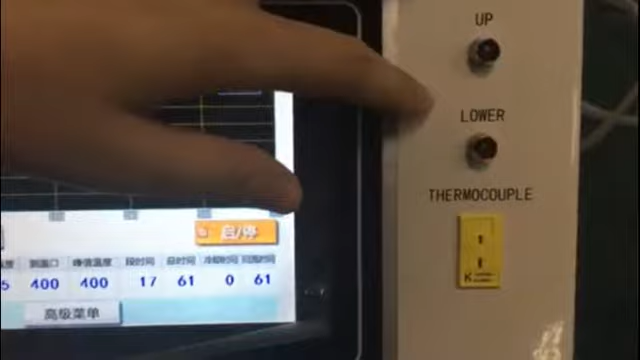 UP
LOWER
THERMOCOUPLE
K
启/停
测温口 峰值温度 段时间 总时间 冷却时间 回流时间
5 400 400 17 61 0 61
高级菜单